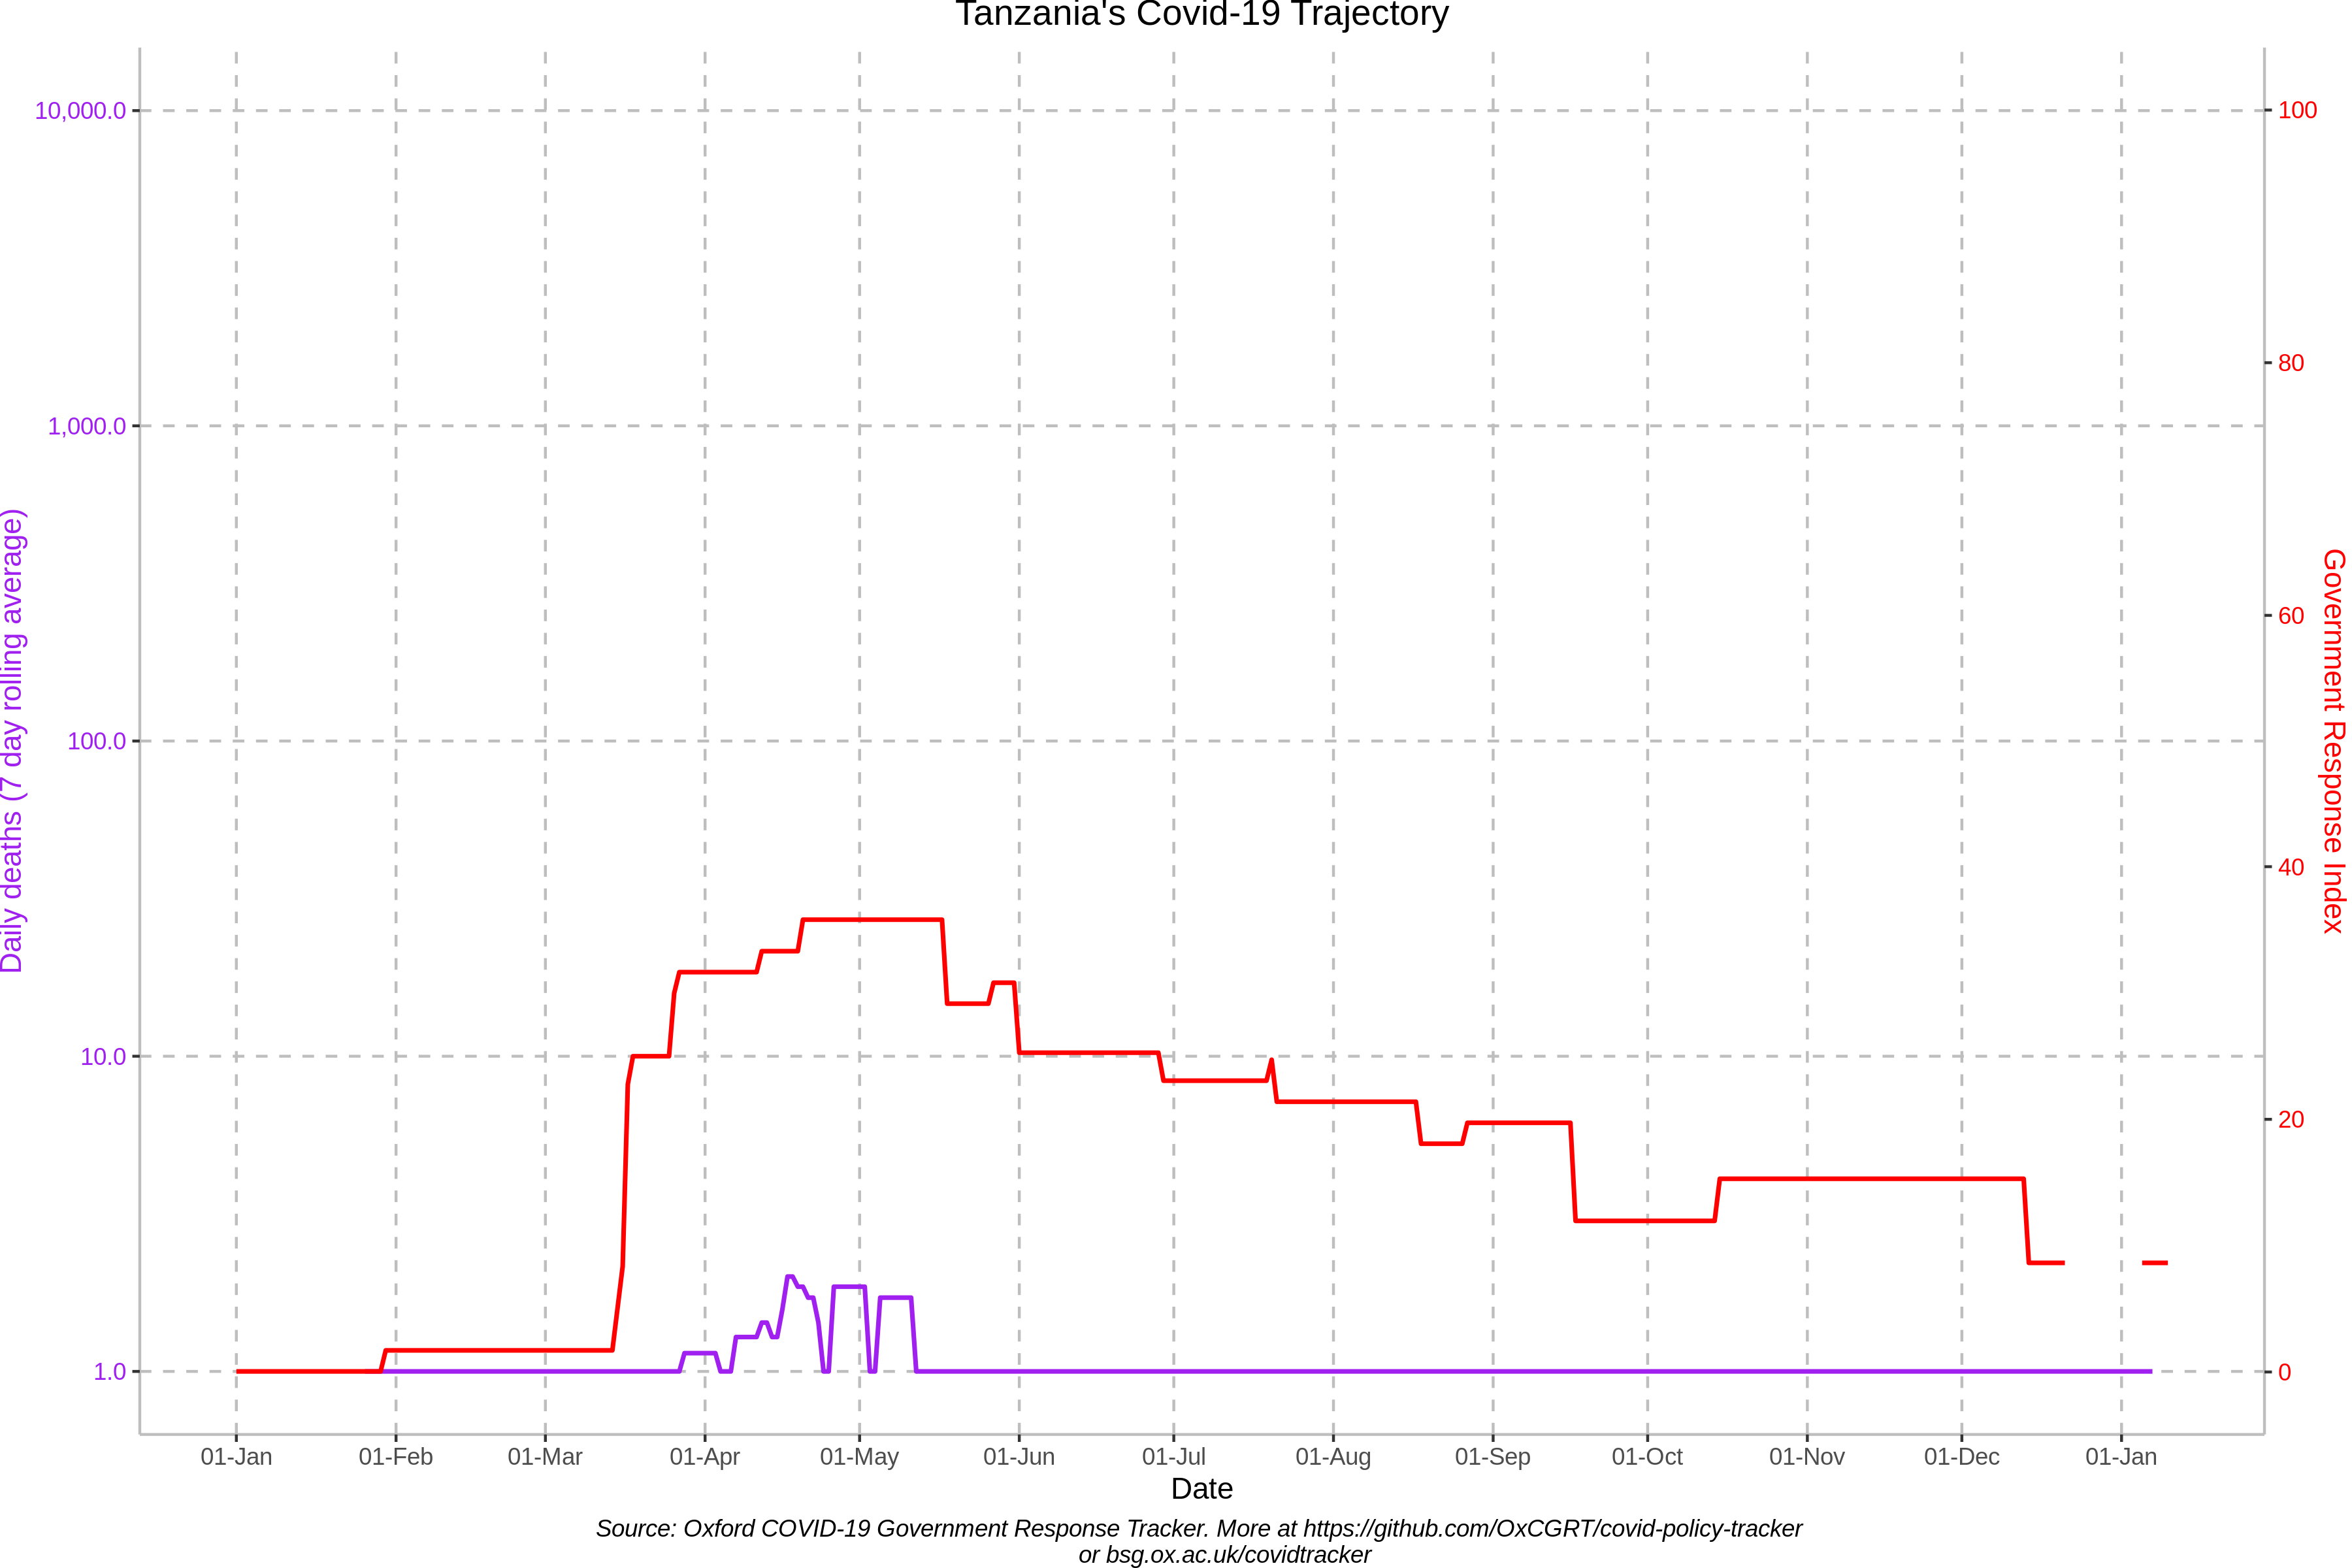 Tanzania's Covid-19 Trajectory
10,000.0
1,000.0
100.0
10.0
1.0
Daily deaths (7 day rolling average)
100
80
60
40
20
0
Government Response Index
01-Jan 01-Feb 01-Mar 01-Apr 01-May 01-Jun 01-Jul 01-Aug 01-Sep 01-Oct 01-Nov 01-Dec 01-Jan
Date
Source: Oxford COVID-19 Government Response Tracker. More at https://github.com/OxCGRT/covid-policy-tracker
or bsg.ox.ac.uk/covidtracker